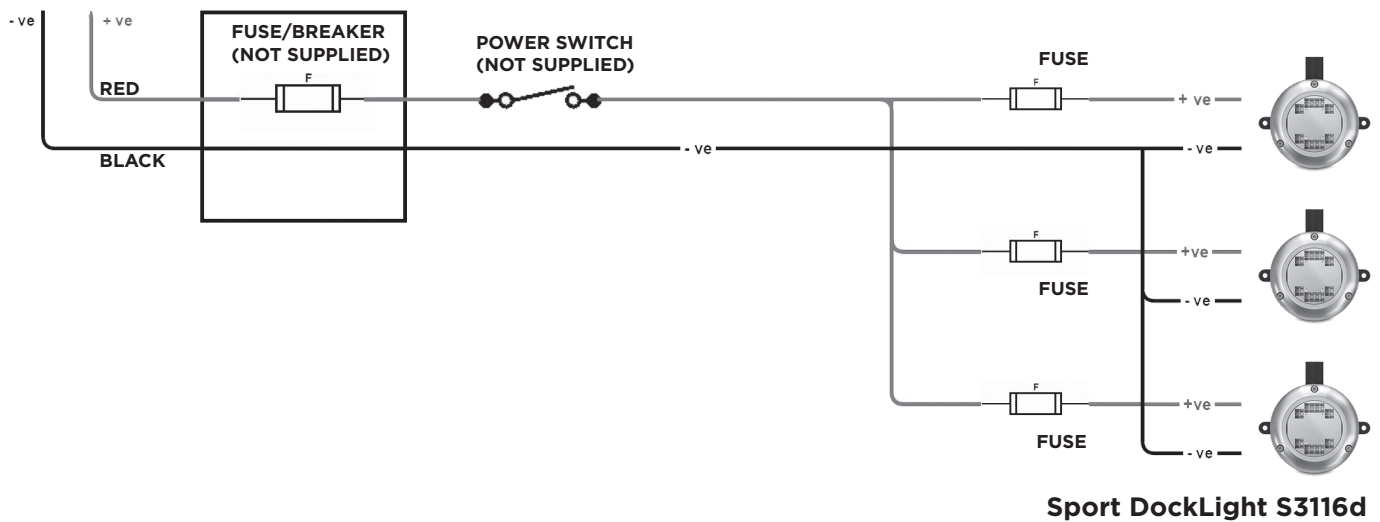 - ve
+ ve
FUSE/BREAKER
(NOT SUPPLIED)
F
RED
BLACK
POWER SWITCH
(NOT SUPPLIED)
- ve
FUSE
F
+ ve
- ve
F
+ve
FUSE
- ve
F
+ve
FUSE
- ve
Sport DockLight S3116d